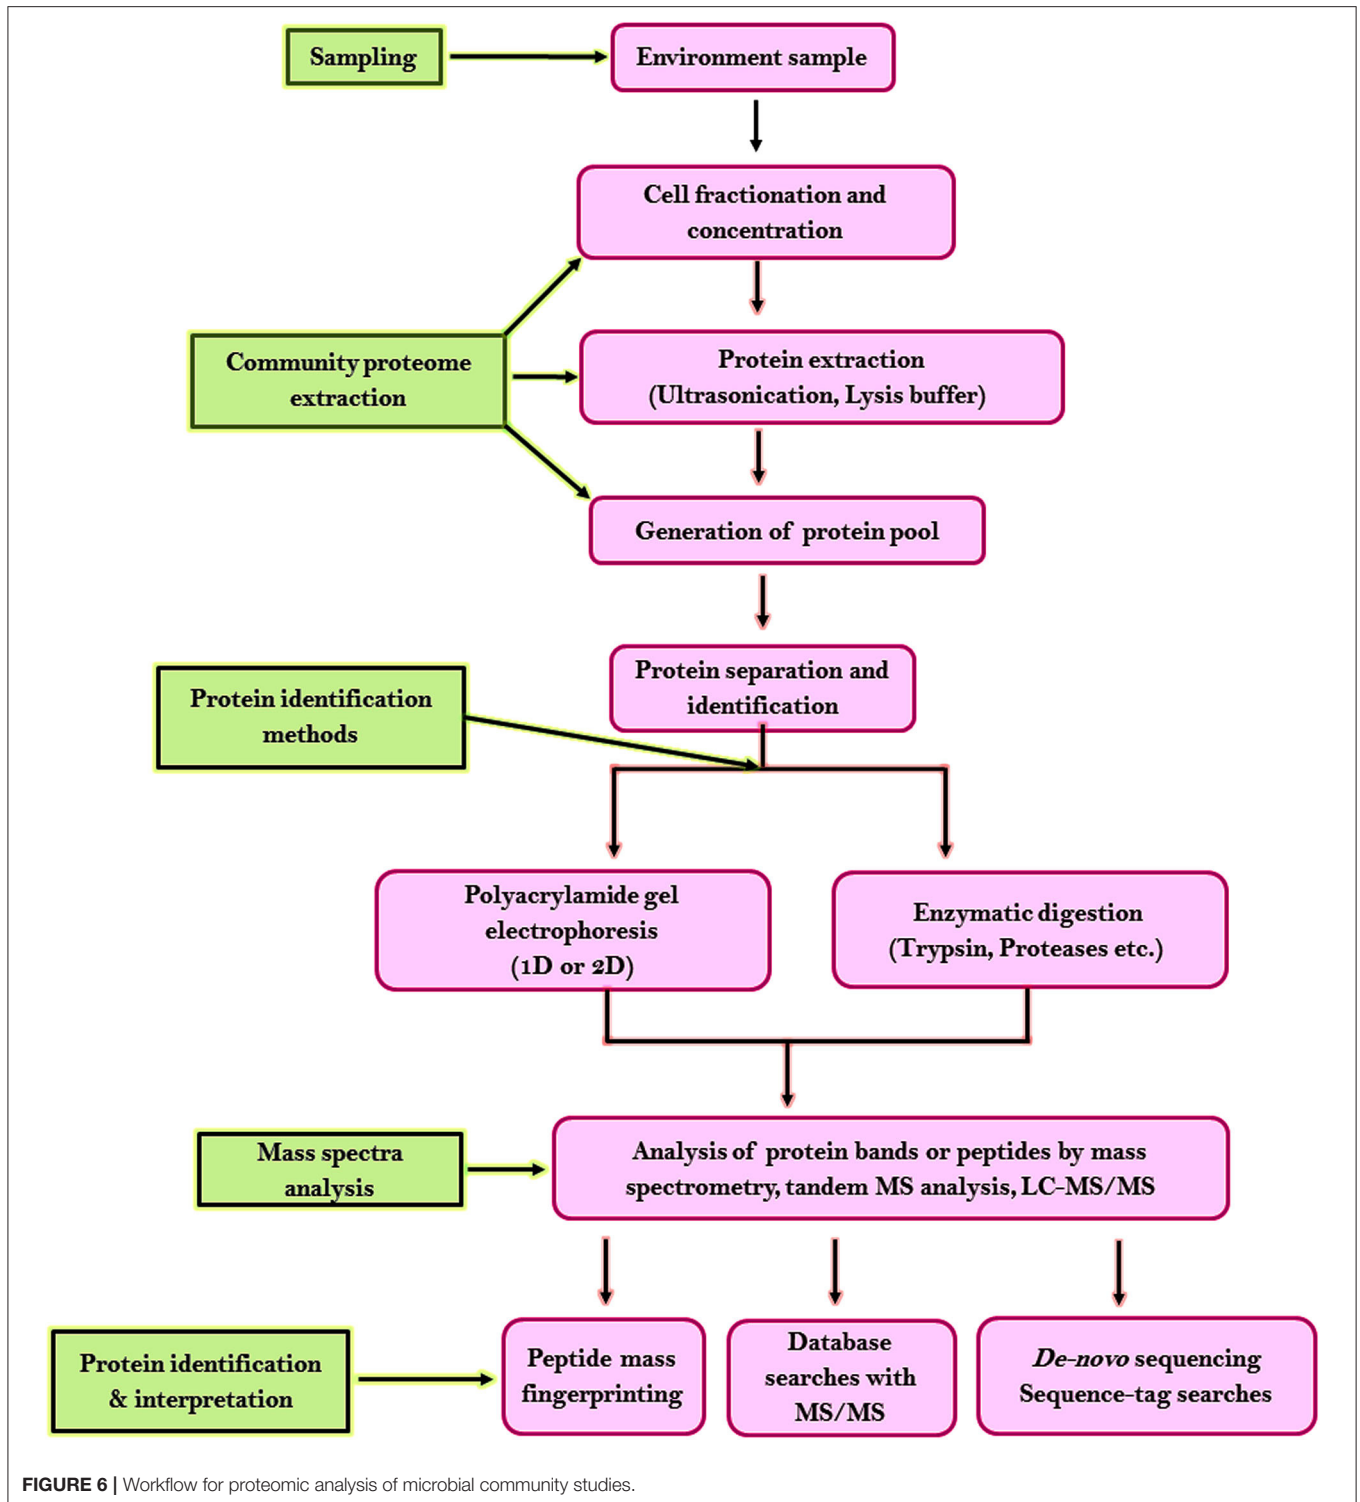 Sampling
Environment sample
Cell fractionation and
concentration
Community proteome
extraction
Protein extraction
(Ultrasonication, Lysis buffer)
Generation of protein pool
Protein separation and
identification
Protein identification
methods
Polyacrylamide gel
electrophoresis
(1D or 2D)
Enzymatic digestion
(Trypsin, Proteases etc.)
Mass spectra
analysis
Analysis of protein bands or peptides by mass
spectrometry, tandem MS analysis, LC-MS/MS
Protein identification
& interpretation
Peptide mass
fingerprinting
Database
searches with
MS/MS
De-novo sequencing
Sequence-tag searches
FIGURE 6 | Workflow for proteomic analysis of microbial community studies.